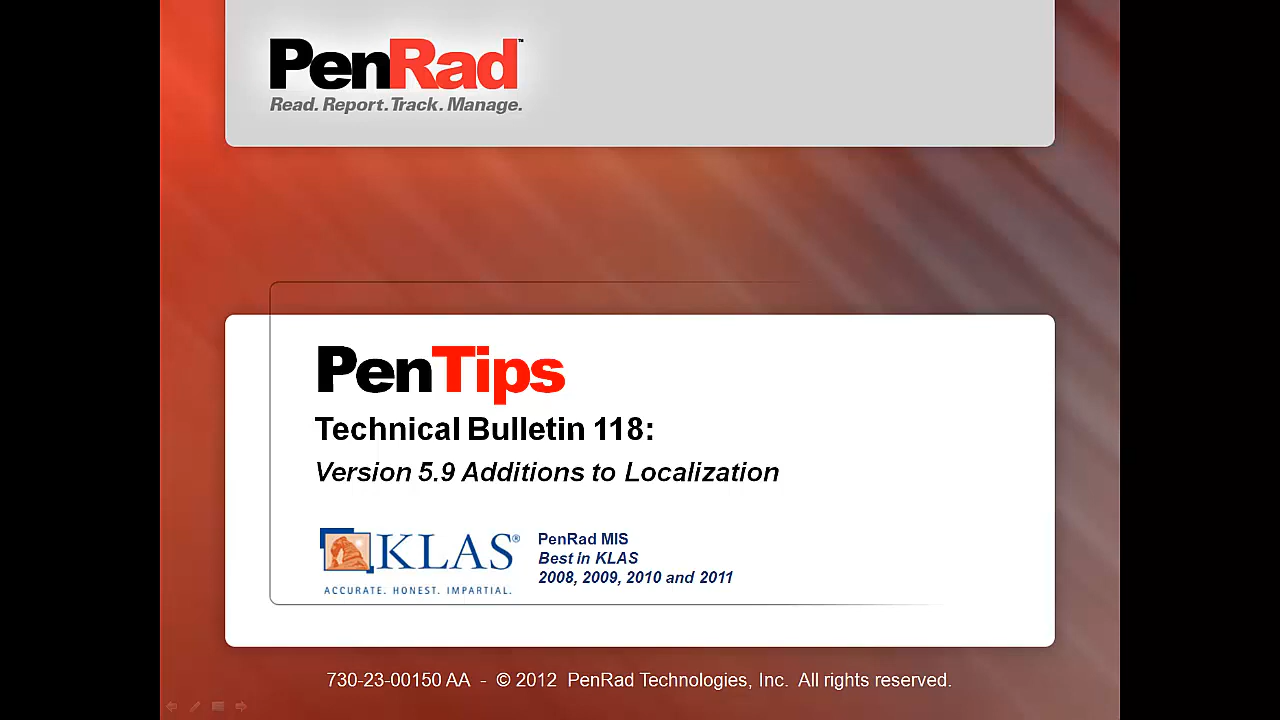 PenRad™
Read. Report. Track. Manage.
PenTips
Technical Bulletin 118:
Version 5.9 Additions to Localization
KLAS®
ACCURATE. HONEST. IMPARTIAL.
PenRad MIS
Best in KLAS
2008, 2009, 2010 and 2011
730-23-00150 AA - © 2012 PenRad Technologies, Inc. All rights reserved.